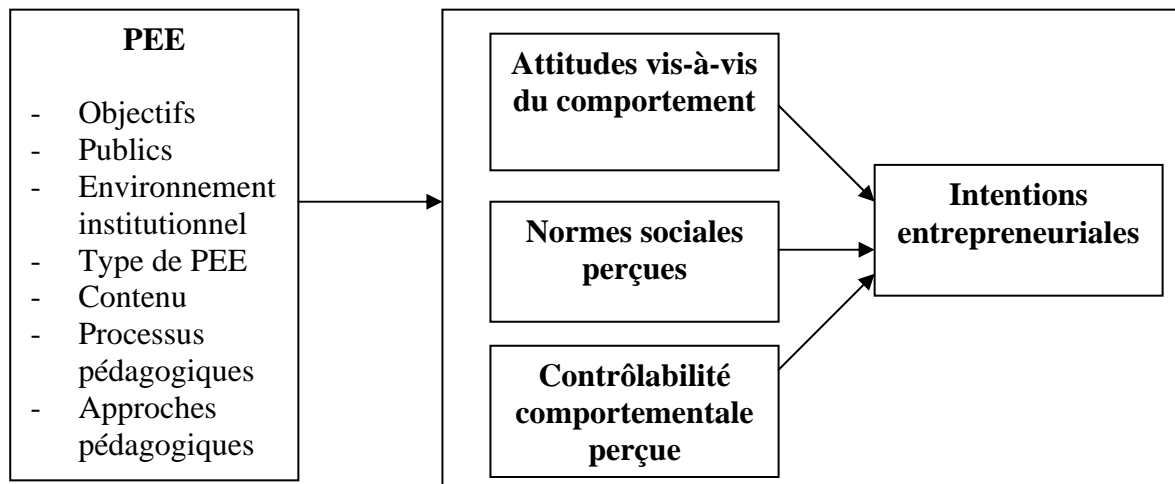 PEE
- Objectifs
- Publics
- Environnement
institutionnel
- Type de PEE
- Contenu
- Processus
pédagogiques
- Approches
pédagogiques
Attitudes vis-à-vis
du comportement
Normes sociales
perçues
Contrôlabilité
comportementale
perçue
Intentions
entrepreneuriales